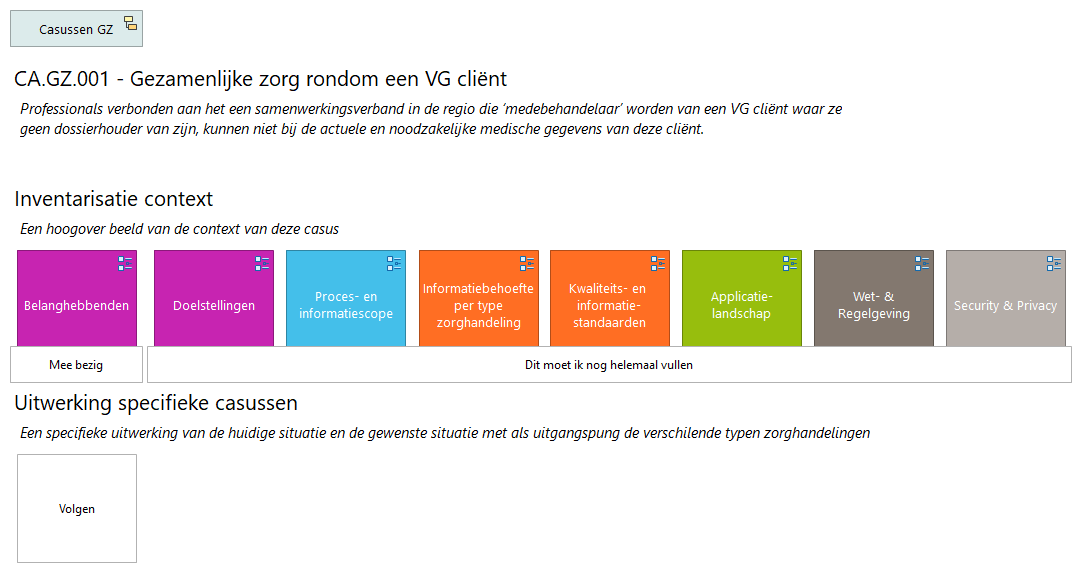 Casussen GZ
CA.GZ.001 - Gezamenlijke zorg rondom een VG cliënt
Professionals verbonden aan het een samenwerkingsverband in de regio die ‘medebehandelaar’ worden van een VG cliënt waar ze
geen dossierhouder van zijn, kunnen niet bij de actuele en noodzakelijke medische gegevens van deze cliënt.
Inventarisatie context
Een hoogover beeld van de context van deze casus
Belanghebbenden
Doelstellingen
Proces- en
informatiescope
Informatiebehoefte
per type
zorghandeling
Kwaliteits- en
informatie-
standaarden
Applicatie-
landschap
Wet- &
Regelgeving
Security & Privacy
Mee bezig
Dit moet ik nog helemaal vullen
Uitwerking specifieke casussen
Een specifieke uitwerking van de huidige situatie en de gewenste situatie met als uitgangspung de verschilende typen zorghandelingen
Volgen